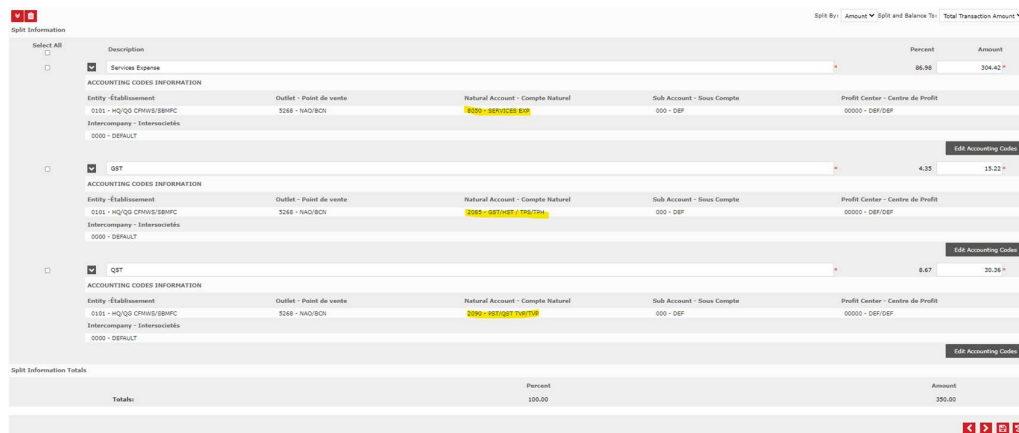 Split By: Amount Split and Balance To: Total Transaction Amount
Split Information
Select All Description Percent Amount
Services Expense * 86.98 304.42 *
ACCOUNTING CODES INFORMATION
Entity -Établissement Outlet - Point de vente Natural Account - Compte Naturel Sub Account - Sous Compte Profit Center - Centre de Profit
0101 - HQ/QG CFMWS/SBMFC 5268 - NAO/BON 8050 - SERVICES EXP 000 - DEF 00000 - DEF/DEF
Intercompany - Intersocietés
0000 - DEFAULT
Edit Accounting Codes
GST * 4.35 15.22 *
ACCOUNTING CODES INFORMATION
Entity -Établissement Outlet - Point de vente Natural Account - Compte Naturel Sub Account - Sous Compte Profit Center - Centre de Profit
0101 - HQ/QG CFMWS/SBMFC 5268 - NAO/BON 2085 - GST/HST / TPS/TPH 000 - DEF 00000 - DEF/DEF
Intercompany - Intersocietés
0000 - DEFAULT
Edit Accounting Codes
QST * 8.67 30.36 *
ACCOUNTING CODES INFORMATION
Entity -Établissement Outlet - Point de vente Natural Account - Compte Naturel Sub Account - Sous Compte Profit Center - Centre de Profit
0101 - HQ/QG CFMWS/SBMFC 5268 - NAO/BON 2090 - PST/QST TVP/TVP 000 - DEF 00000 - DEF/DEF
Intercompany - Intersocietés
0000 - DEFAULT
Edit Accounting Codes
Split Information Totals
Percent Amount
Totals: 100.00 350.00